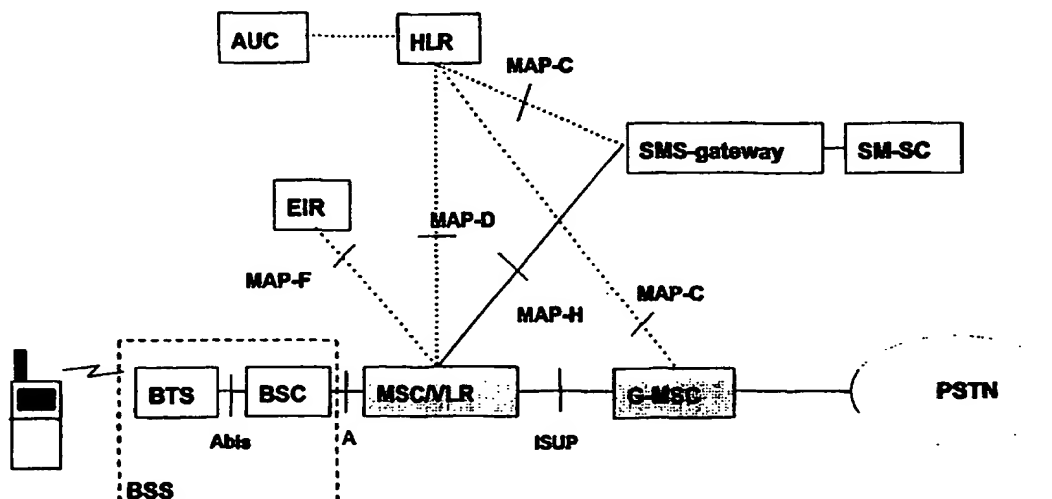 AUC
HLR
MAP-C
SMS-gateway
SM-SC
EIR
MAP-D
MAP-F
MAP-H
MAP-C
BTS
BSC
MSC/VLR
G-MSC
PSTN
Abis
A
ISUP
BSS